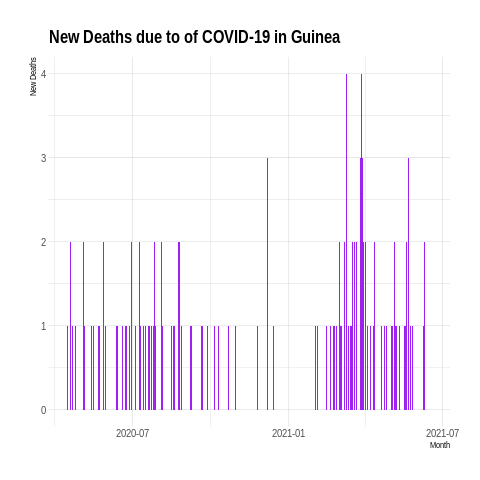 New Deaths due to of COVID-19 in Guinea
New Deaths
4
3
2
1
0
2020-07
2021-01
2021-07
Month